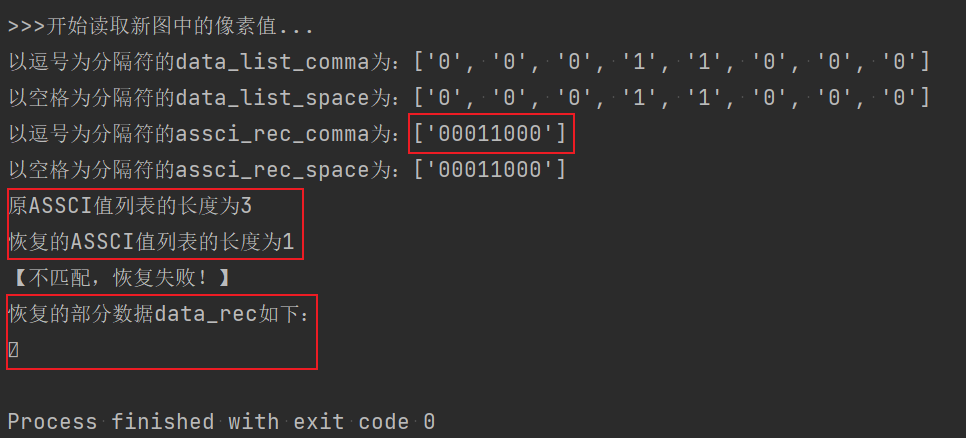 >>>开始读取新图中的像素值...
以逗号为分隔符的data_list_comma为：['0', '0', '0', '1', '1', '0', '0', '0']
以空格为分隔符的data_list_space为：['0', '0', '0', '1', '1', '0', '0', '0']
以逗号为分隔符的assci_rec_comma为：['00011000']
以空格为分隔符的assci_rec_space为：['00011000']
原ASSCI值列表的长度为3
恢复的ASSCI值列表的长度为1
【不匹配，恢复失败！】
恢复的部分数据data_rec如下：
Process finished with exit code 0